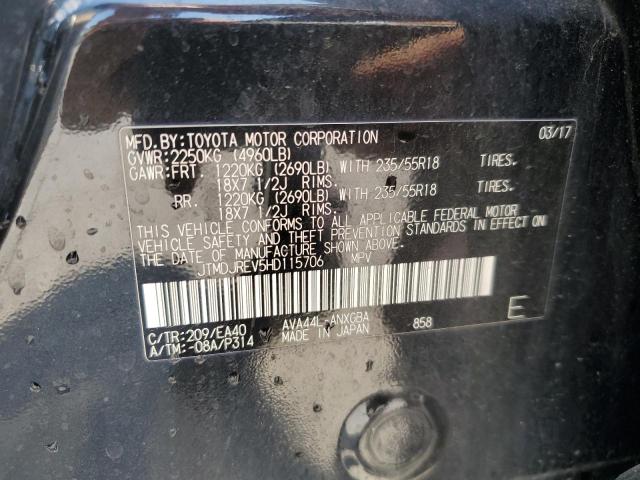 MFD.BY:TOYOTA MOTOR CORPORATION 03/17
GVWR:2250KG (4960LB)
GAWR:FRT. 1220KG (2690LB) WITH 235/55R18 TIRES.
18X7 1/2J RIMS.
RR. 1220KG (2690LB) WITH 235/55R18 TIRES.
18X7 1/2J RIMS.
THIS VEHICLE CONFORMS TO ALL APPLICABLE FEDERAL MOTOR
VEHICLE SAFETY AND THEFT PREVENTION STANDARDS IN EFFECT ON
THE DATE OF MANUFACTURE SHOWN ABOVE.
JTMDJREV5HD115706 MPV
C/TR:209/EA40 AVA44L-ANXGBA 858 E
A/TM:-08A/P314 MADE IN JAPAN